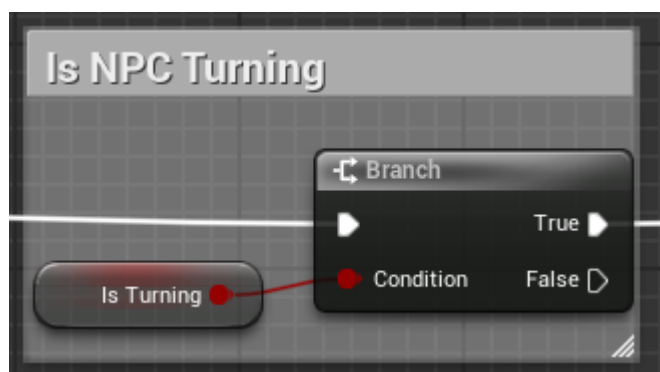 Is NPC Turning
Branch
True
Is Turning
Condition
False